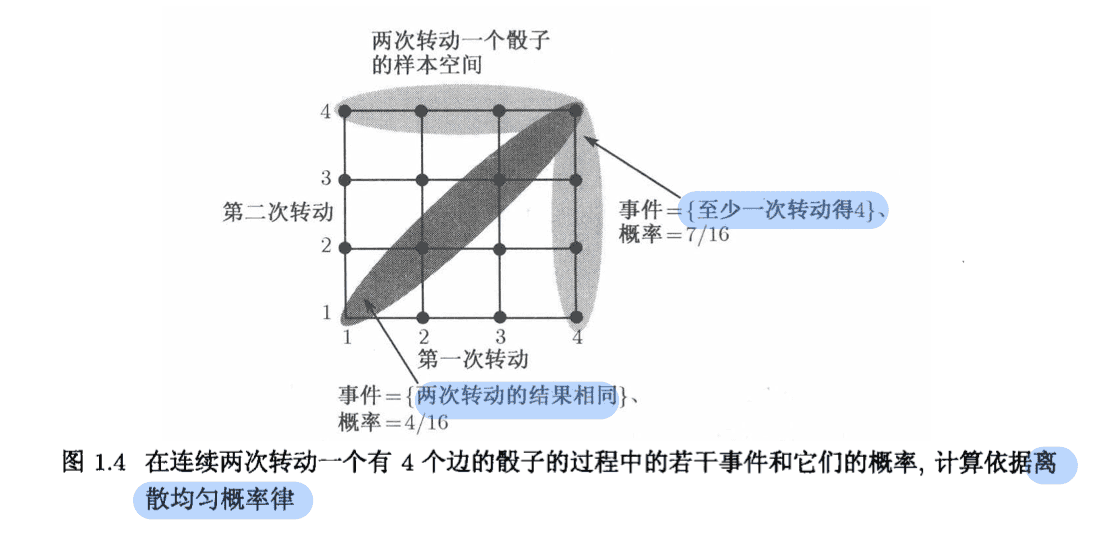 两次转动一个骰子
的样本空间
4
3
第二次转动
2
1
1 2 3 4
第一次转动
事件={至少一次转动得4}、
概率=7/16
事件={两次转动的结果相同}、
概率=4/16
图 1.4 在连续两次转动一个有 4 个边的骰子的过程中的若干事件和它们的概率, 计算依据离
散均匀概率律